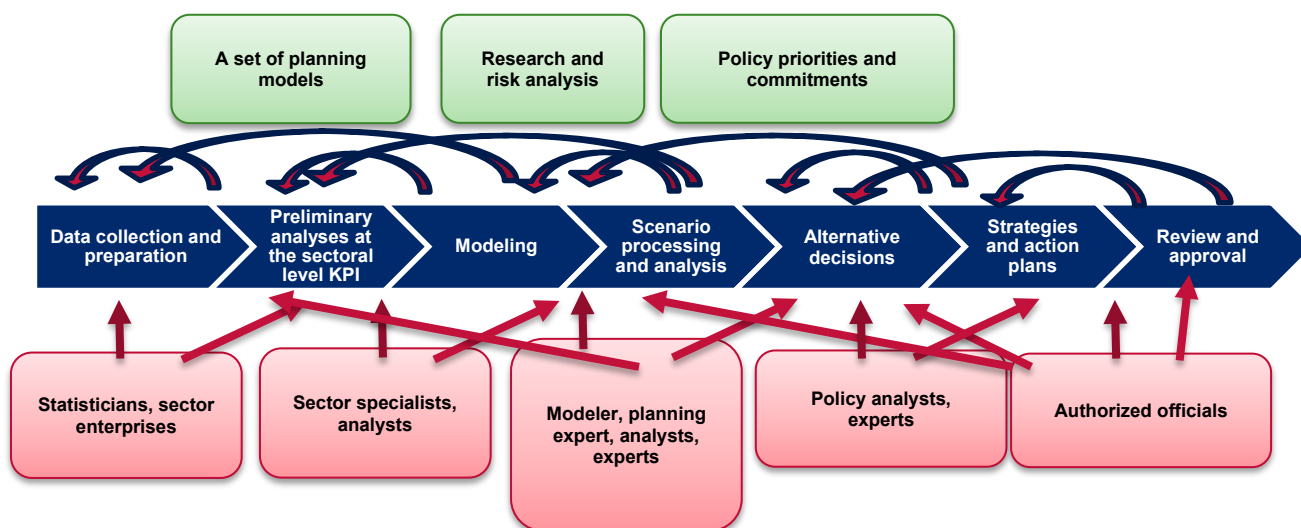 A set of planning
models
Research and
risk analysis
Policy priorities and
commitments
Data collection and
preparation
Preliminary
analyses at
the sectoral
level KPI
Modeling
Scenario
processing
and analysis
Alternative
decisions
Strategies
and action
plans
Review and
approval
Statisticians, sector
enterprises
Sector specialists,
analysts
Modeler, planning
expert, analysts,
experts
Policy analysts,
experts
Authorized officials